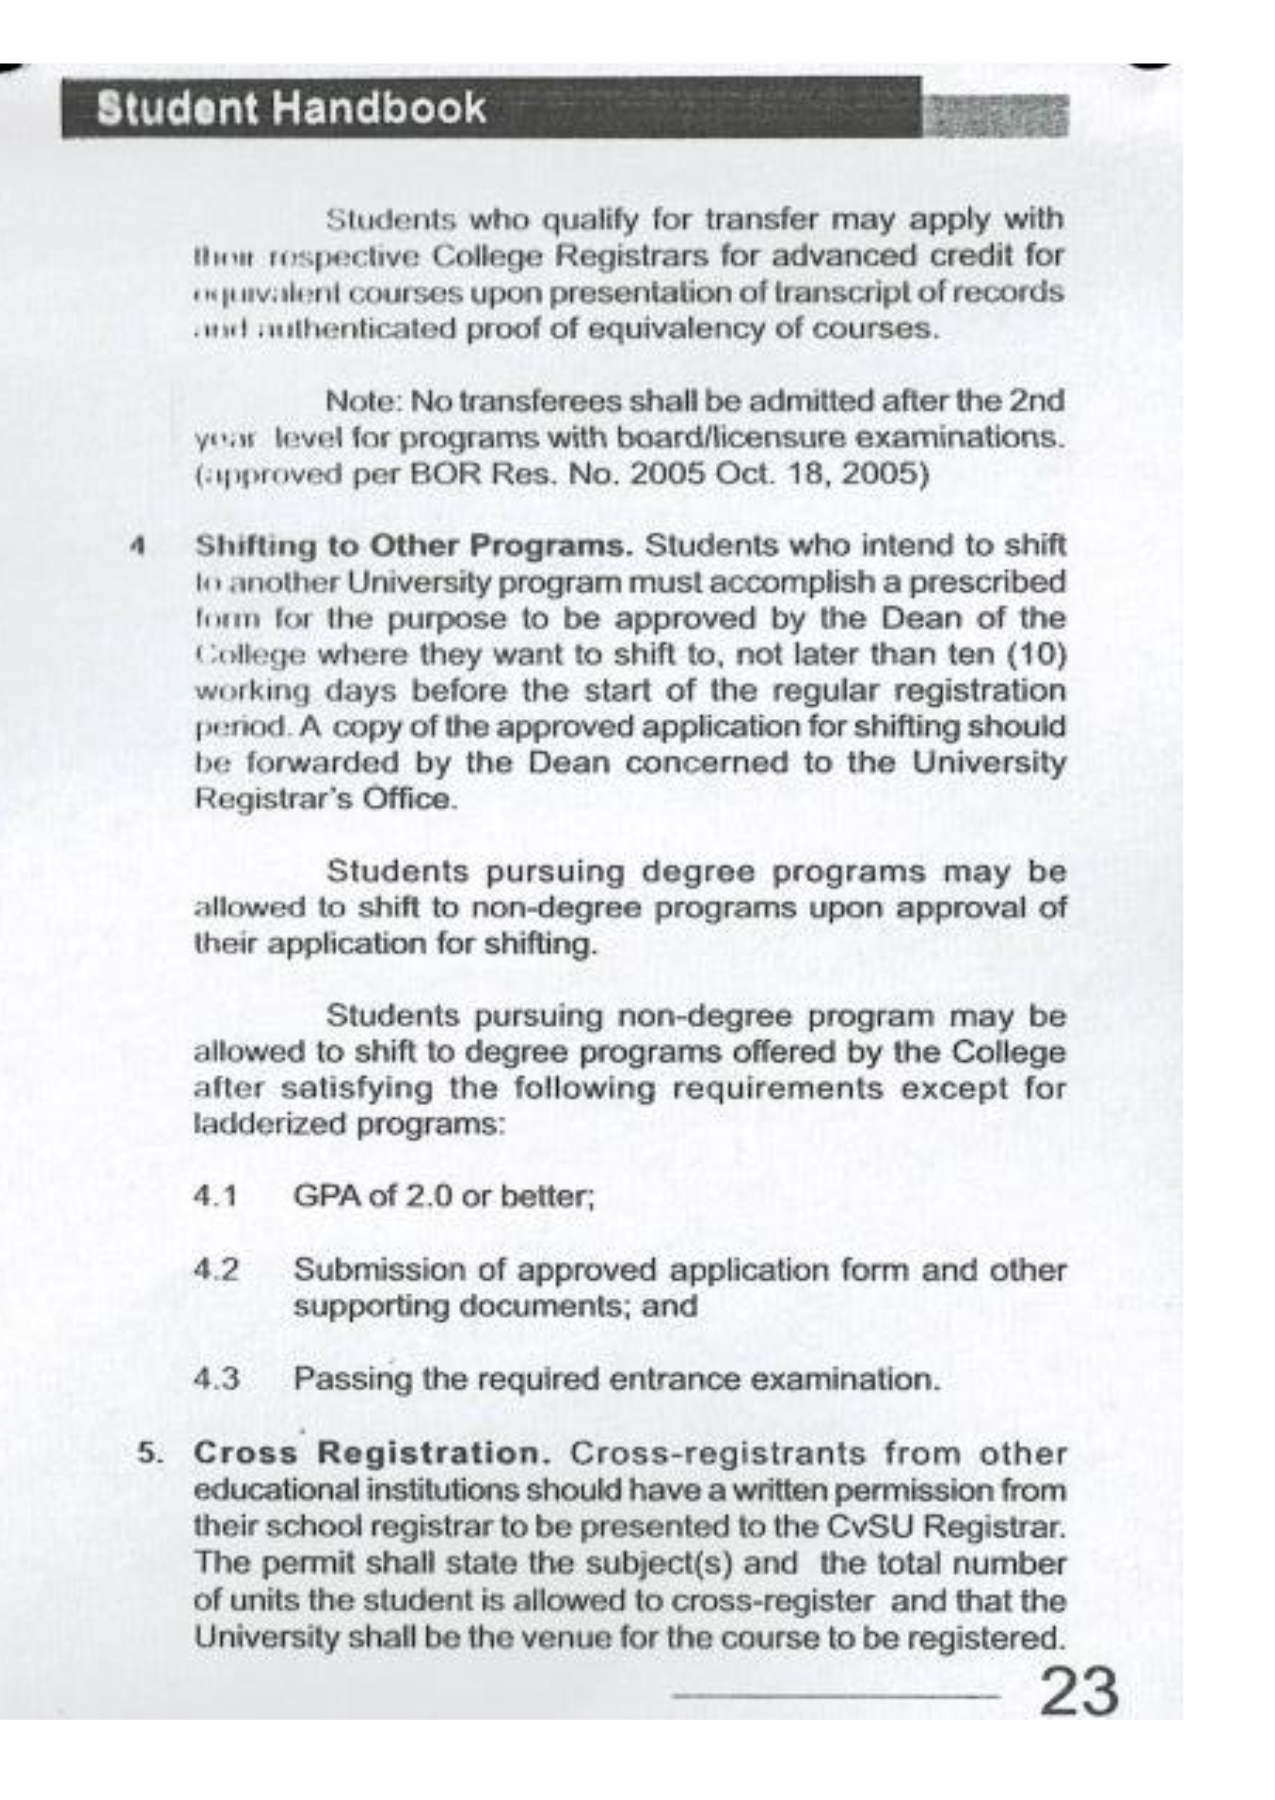 Student Handbook
Students who qualify for transfer may apply with
their respective College Registrars for advanced credit for
equivalent courses upon presentation of transcript of records
and authenticated proof of equivalency of courses.
Note: No transferees shall be admitted after the 2nd
year level for programs with board/licensure examinations.
(approved per BOR Res. No. 2005 Oct. 18, 2005)
4 Shifting to Other Programs. Students who intend to shift
to another University program must accomplish a prescribed
form for the purpose to be approved by the Dean of the
College where they want to shift to, not later than ten (10)
working days before the start of the regular registration
period. A copy of the approved application for shifting should
be forwarded by the Dean concerned to the University
Registrar's Office.
Students pursuing degree programs may be
allowed to shift to non-degree programs upon approval of
their application for shifting.
Students pursuing non-degree program may be
allowed to shift to degree programs offered by the College
after satisfying the following requirements except for
ladderized programs:
4.1 GPA of 2.0 or better;
4.2 Submission of approved application form and other
supporting documents; and
4.3 Passing the required entrance examination.
5. Cross Registration. Cross-registrants from other
educational institutions should have a written permission from
their school registrar to be presented to the CvSU Registrar.
The permit shall state the subject(s) and the total number
of units the student is allowed to cross-register and that the
University shall be the venue for the course to be registered.
23